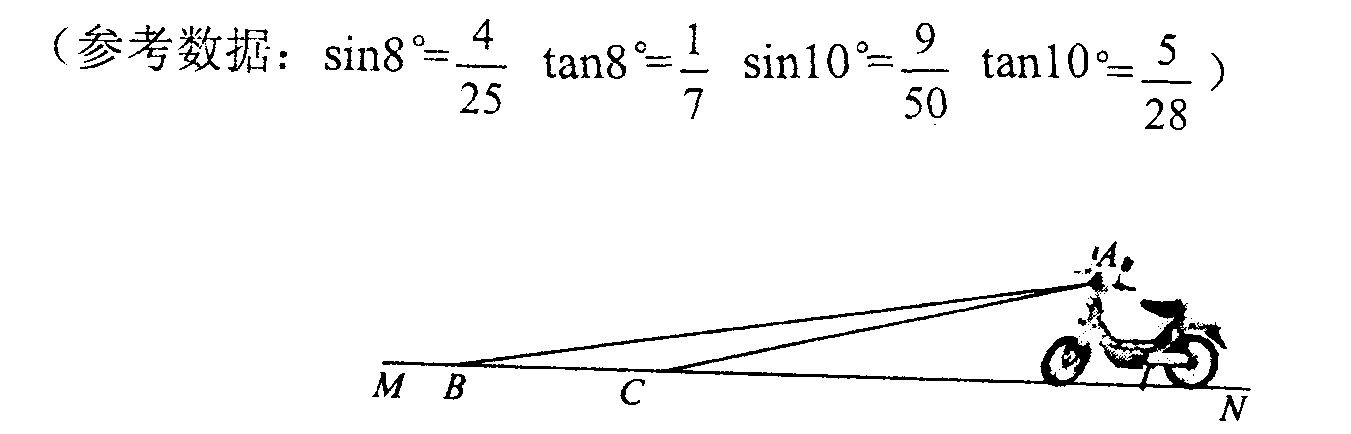 （参考数据：sin8°=4/25 tan8°=1/7 sin10°=9/50 tan10°=5/28）
A
M B C N